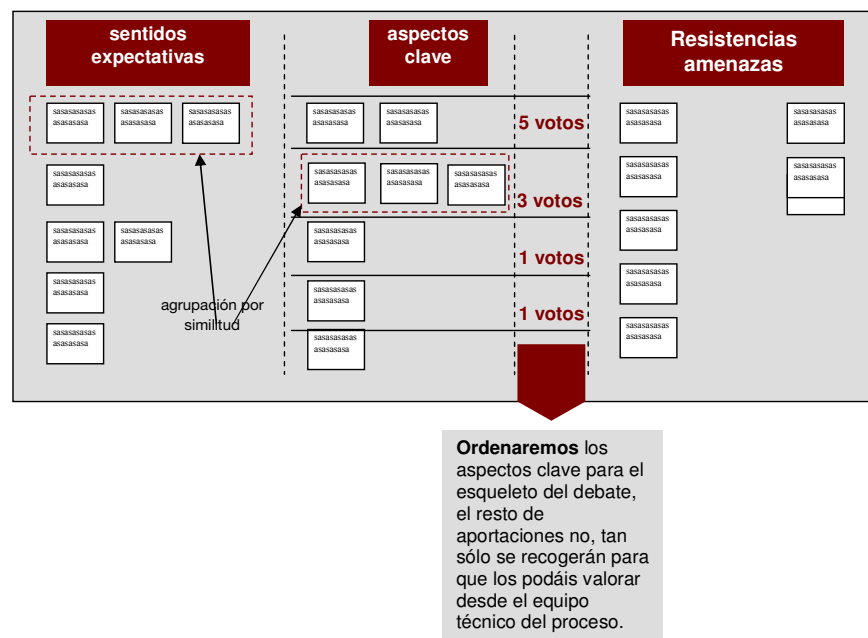 sentidos
expectativas
sasasasasas
asasasasa
sasasasasas
asasasasa
sasasasasas
asasasasa
sasasasasas
asasasasa
sasasasasas
asasasasa
sasasasasas
asasasasa
sasasasasas
asasasasa
sasasasasas
asasasasa
agrupación por
similitud
aspectos
clave
sasasasasas
asasasasa
sasasasasas
asasasasa
5 votos
sasasasasas
asasasasa
sasasasasas
asasasasa
sasasasasas
asasasasa
3 votos
sasasasasas
asasasasa
1 votos
sasasasasas
asasasasa
1 votos
sasasasasas
asasasasa
Resistencias
amenazas
sasasasasas
asasasasa
sasasasasas
asasasasa
sasasasasas
asasasasa
sasasasasas
asasasasa
sasasasasas
asasasasa
sasasasasas
asasasasa
sasasasasas
asasasasa
Ordenaremos los
aspectos clave para el
esqueleto del debate,
el resto de
aportaciones no, tan
sólo se recogerán para
que los podáis valorar
desde el equipo
técnico del proceso.